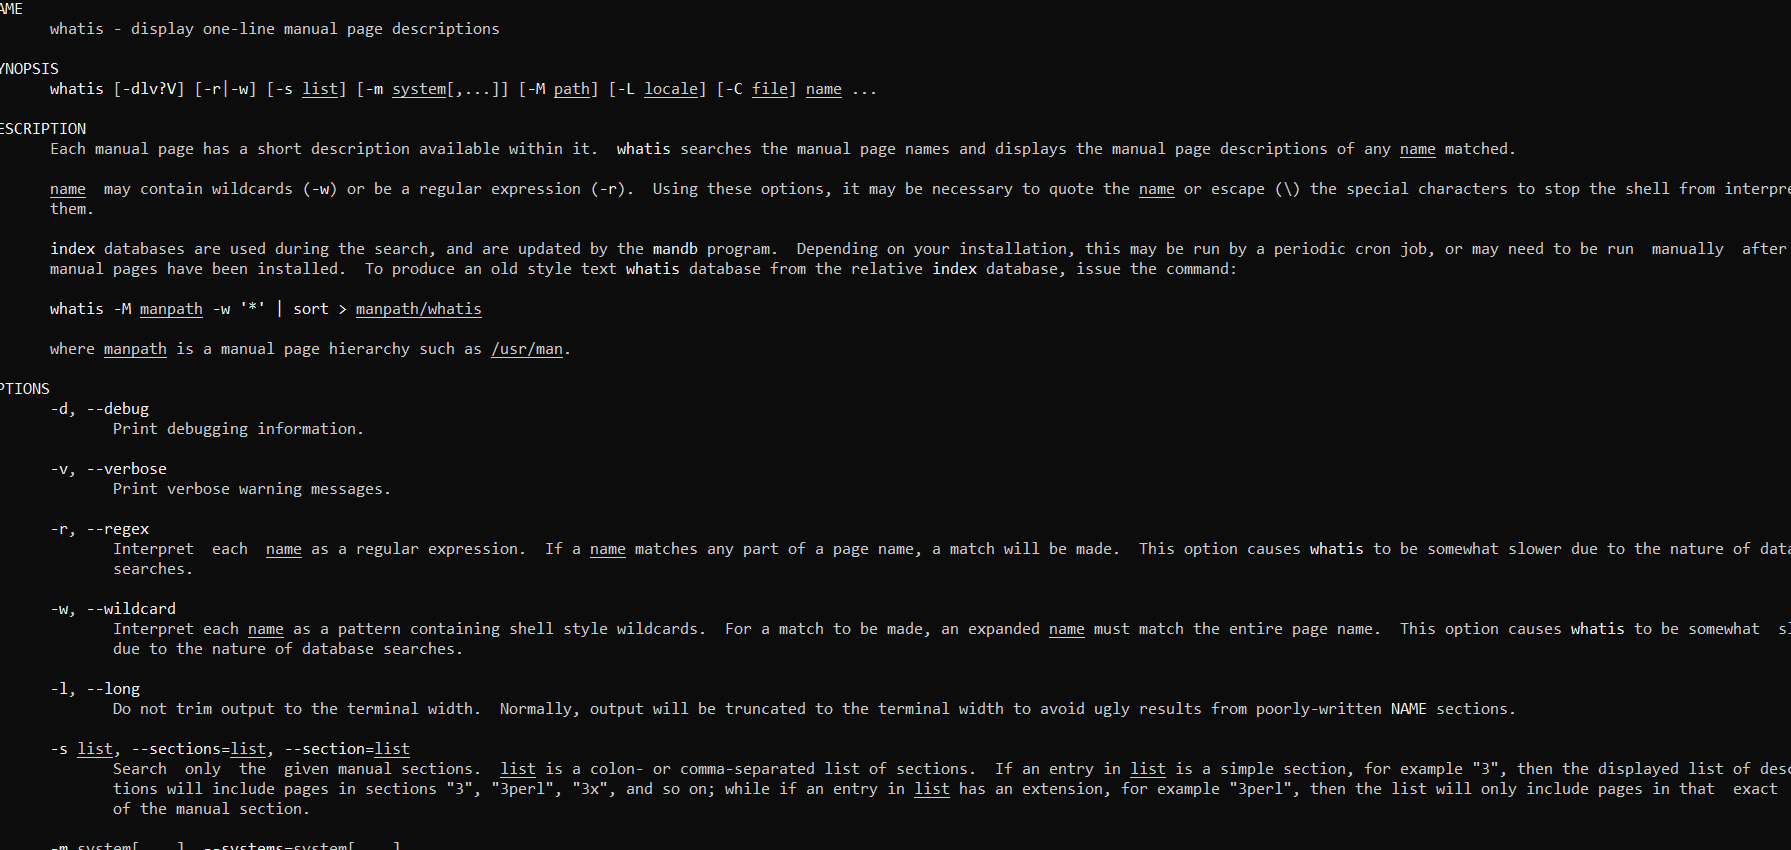 AME
whatis - display one-line manual page descriptions
YNOPSIS
whatis [-dlv?V] [-r|-w] [-s list] [-m system[,...]] [-M path] [-L locale] [-C file] name ...
ESCRIPTION
Each manual page has a short description available within it.  whatis searches the manual page names and displays the manual page descriptions of any name matched.
name  may contain wildcards (-w) or be a regular expression (-r).  Using these options, it may be necessary to quote the name or escape (\) the special characters to stop the shell from interpre
them.
index databases are used during the search, and are updated by the mandb program.  Depending on your installation, this may be run by a periodic cron job, or may need to be run  manually  after
manual pages have been installed.  To produce an old style text whatis database from the relative index database, issue the command:
whatis -M manpath -w '*' | sort > manpath/whatis
where manpath is a manual page hierarchy such as /usr/man.
PTIONS
-d, --debug
Print debugging information.
-v, --verbose
Print verbose warning messages.
-r, --regex
Interpret  each  name as a regular expression.  If a name matches any part of a page name, a match will be made.  This option causes whatis to be somewhat slower due to the nature of data
searches.
-w, --wildcard
Interpret each name as a pattern containing shell style wildcards.  For a match to be made, an expanded name must match the entire page name.  This option causes whatis to be somewhat  sl
due to the nature of database searches.
-l, --long
Do not trim output to the terminal width.  Normally, output will be truncated to the terminal width to avoid ugly results from poorly-written NAME sections.
-s list, --sections=list, --section=list
Search  only  the  given manual sections.  list is a colon- or comma-separated list of sections.  If an entry in list is a simple section, for example "3", then the displayed list of desc
tions will include pages in sections "3", "3perl", "3x", and so on; while if an entry in list has an extension, for example "3perl", then the list will only include pages in that  exact
of the manual section.
-m system[,...], --systems=system[,...]